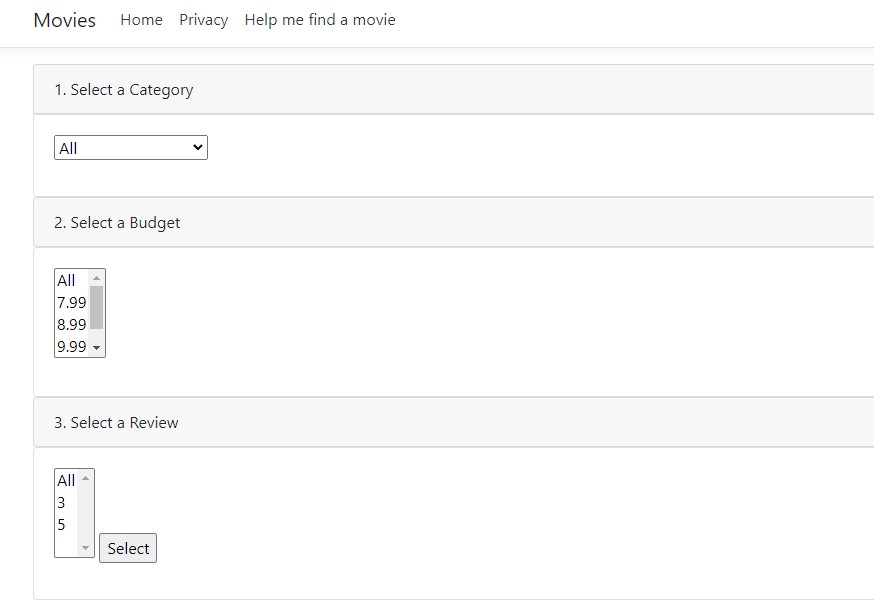 Movies Home Privacy Help me find a movie
1. Select a Category
All
2. Select a Budget
All
7.99
8.99
9.99
3. Select a Review
All
3
5
Select